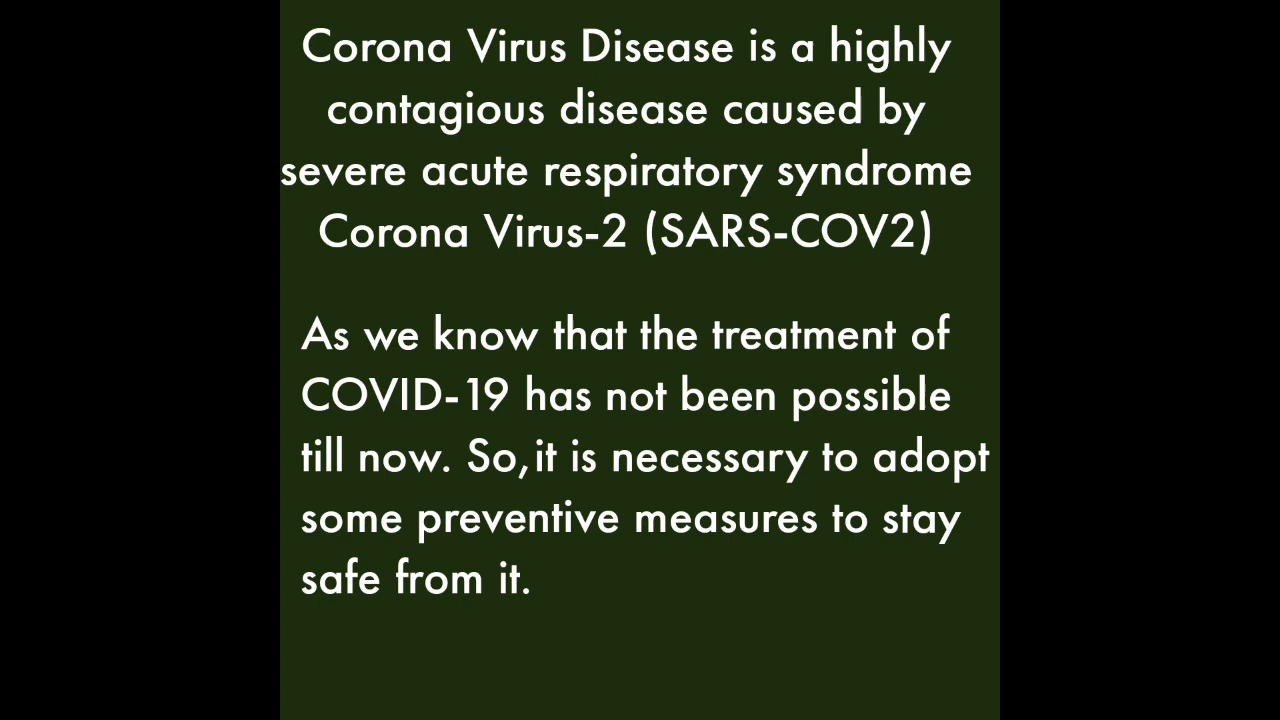 Corona Virus Disease is a highly
contagious disease caused by
severe acute respiratory syndrome
Corona Virus-2 (SARS-COV2)
As we know that the treatment of
COVID-19 has not been possible
till now. So,it is necessary to adopt
some preventive measures to stay
safe from it.